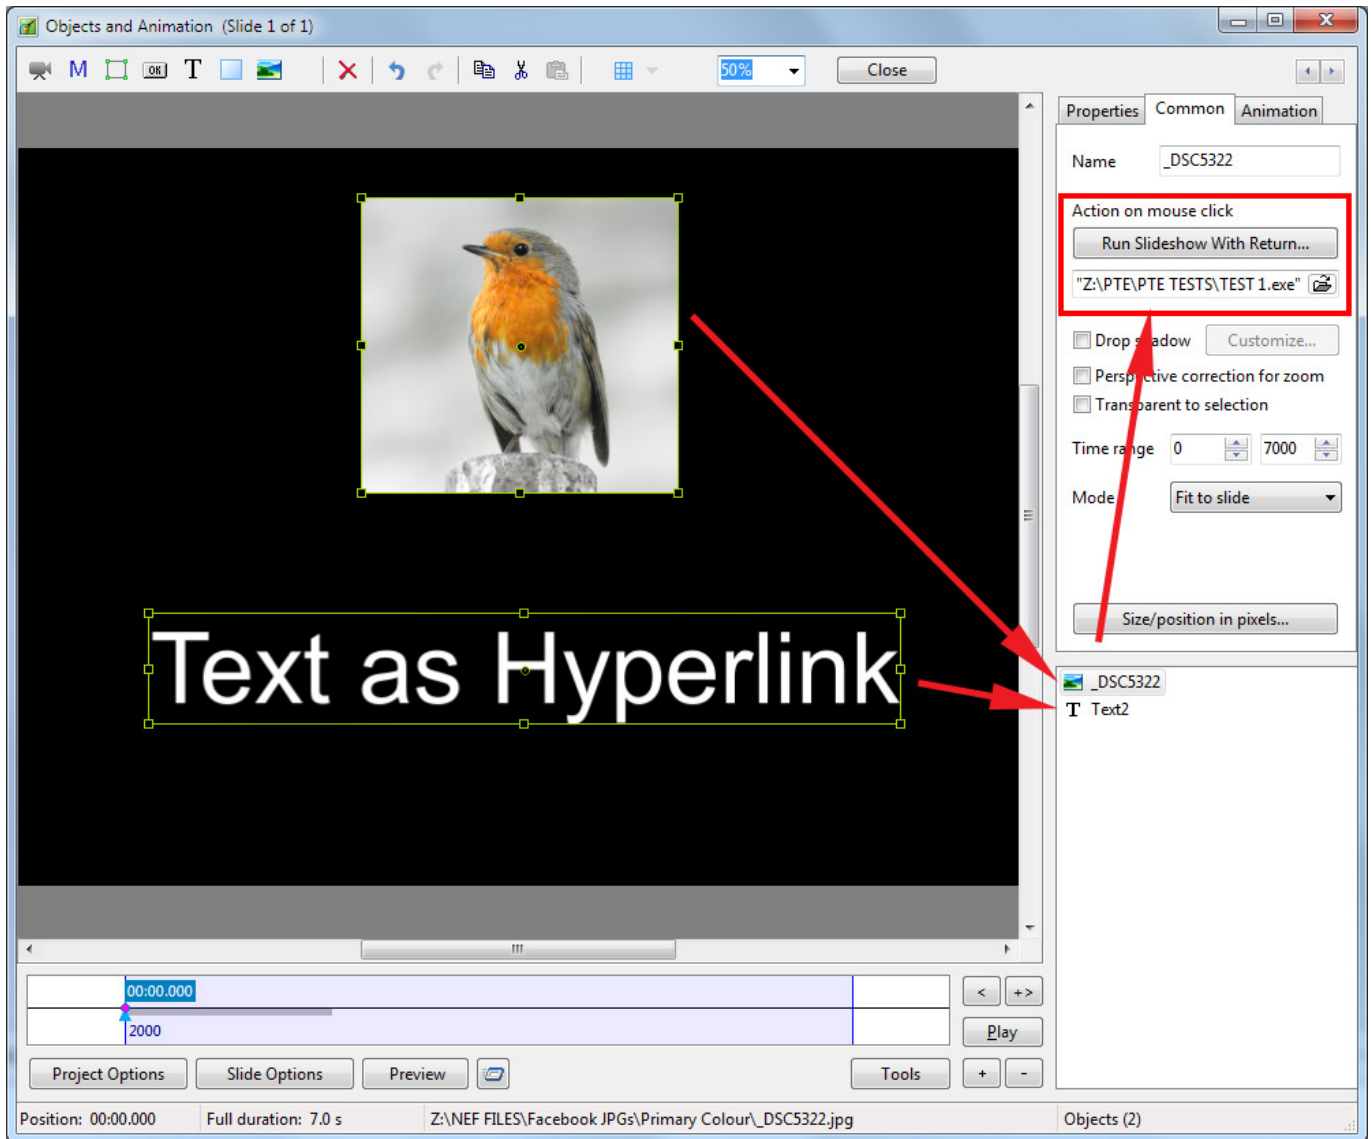 Objects and Animation (Slide 1 of 1)
M OK T 50% Close
Properties Common Animation
Name _DSC5322
Action on mouse click
Run Slideshow With Return...
"Z:\PTE\PTE TESTS\TEST 1.exe"
Drop shadow Customize...
Perspective correction for zoom
Transparent to selection
Time range 0 7000
Mode Fit to slide
Size/position in pixels...
Text as Hyperlink
_DSC5322
T Text2
00:00.000
2000
< +>
Play
Project Options Slide Options Preview Tools + -
Position: 00:00.000 Full duration: 7.0 s Z:\NEF FILES\Facebook JPGs\Primary Colour\_DSC5322.jpg Objects (2)